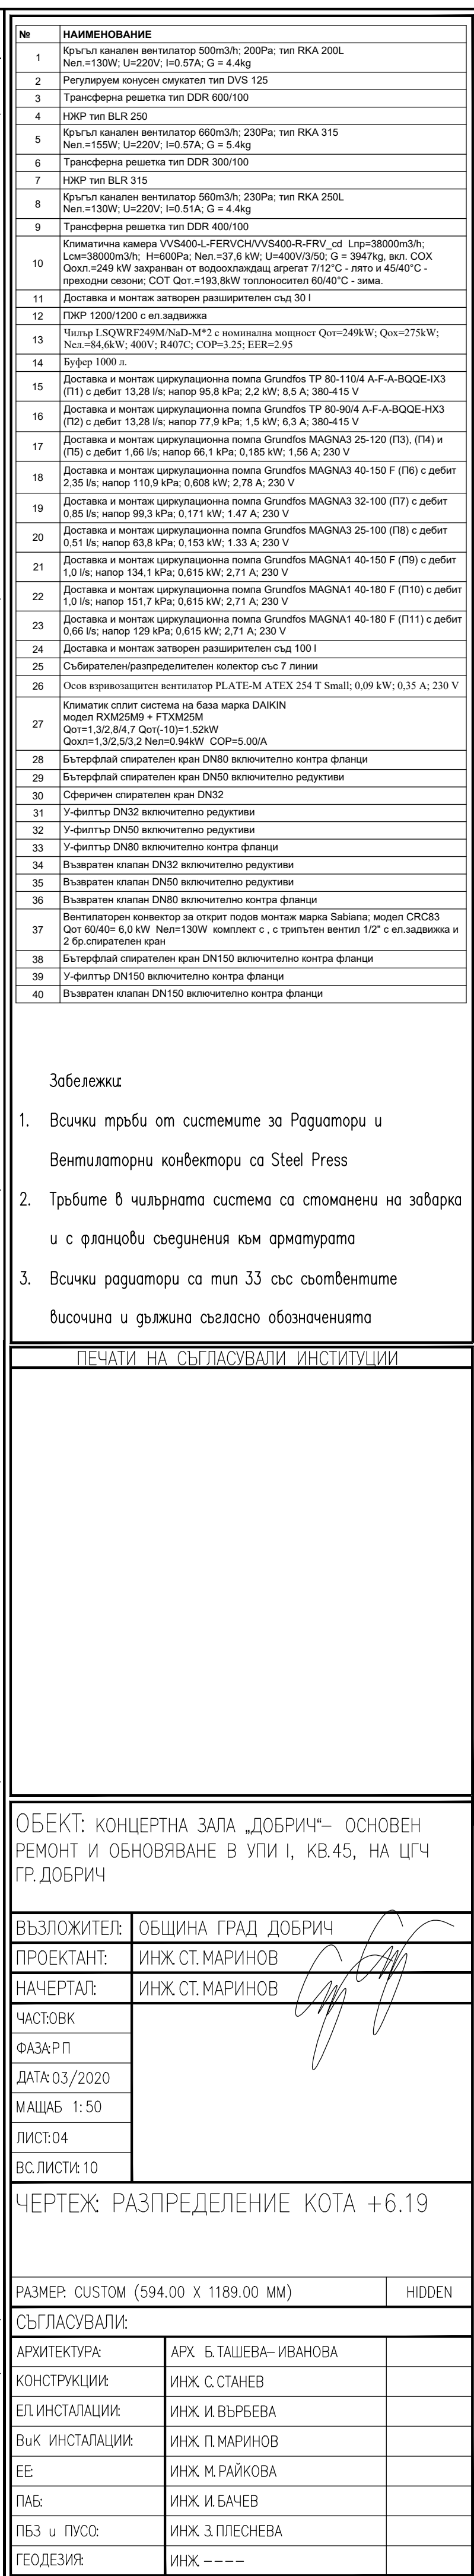 № НАИМЕНОВАНИЕ
1 Кръгъл канален вентилатор 500m3/h; 200Pa; тип RKA 200L
Nел.=130W; U=220V; I=0.57A; G = 4.4kg
2 Регулируем конусен смукател тип DVS 125
3 Трансферна решетка тип DDR 600/100
4 НЖР тип BLR 250
5 Кръгъл канален вентилатор 660m3/h; 230Pa; тип RKA 315
Nел.=155W; U=220V; I=0.57A; G = 5.4kg
6 Трансферна решетка тип DDR 300/100
7 НЖР тип BLR 315
8 Кръгъл канален вентилатор 560m3/h; 230Pa; тип RKA 250L
Nел.=130W; U=220V; I=0.51A; G = 4.4kg
9 Трансферна решетка тип DDR 400/100
10 Климатична камера VVS400-L-FERVCH/VVS400-R-FRV_cd Lпр=38000m3/h;
Lсм=38000m3/h; H=600Pa; Nел.=37,6 kW; U=400V/3/50; G = 3947kg, вкл. СОХ
Qохл.=249 kW захранван от водоохлаждащ агрегат 7/12°C - лято и 45/40°C -
преходни сезони; СОТ Qот.=193,8kW топлоносител 60/40°C - зима.
11 Доставка и монтаж затворен разширителен съд 30 l
12 ПЖР 1200/1200 с ел.задвижка
13 Чилър LSQWRF249M/NaD-M*2 с номинална мощност Qот=249kW; Qох=275kW;
Nел.=84,6kW; 400V; R407C; COP=3.25; EER=2.95
14 Буфер 1000 л.
15 Доставка и монтаж циркулационна помпа Grundfos TP 80-110/4 A-F-A-BQQE-IX3
(П1) с дебит 13,28 l/s; напор 95,8 kPa; 2,2 kW; 8,5 A; 380-415 V
16 Доставка и монтаж циркулационна помпа Grundfos TP 80-90/4 A-F-A-BQQE-HX3
(П2) с дебит 13,28 l/s; напор 77,9 kPa; 1,5 kW; 6,3 A; 380-415 V
17 Доставка и монтаж циркулационна помпа Grundfos MAGNA3 25-120 (П3), (П4) и
(П5) с дебит 1,66 l/s; напор 66,1 kPa; 0,185 kW; 1,56 A; 230 V
18 Доставка и монтаж циркулационна помпа Grundfos MAGNA3 40-150 F (П6) с дебит
2,35 l/s; напор 110,9 kPa; 0,608 kW; 2,78 A; 230 V
19 Доставка и монтаж циркулационна помпа Grundfos MAGNA3 32-100 (П7) с дебит
0,85 l/s; напор 99,3 kPa; 0,171 kW; 1.47 A; 230 V
20 Доставка и монтаж циркулационна помпа Grundfos MAGNA3 25-100 (П8) с дебит
0,51 l/s; напор 63,8 kPa; 0,153 kW; 1.33 A; 230 V
21 Доставка и монтаж циркулационна помпа Grundfos MAGNA1 40-150 F (П9) с дебит
1,0 l/s; напор 134,1 kPa; 0,615 kW; 2,71 A; 230 V
22 Доставка и монтаж циркулационна помпа Grundfos MAGNA1 40-180 F (П10) с дебит
1,0 l/s; напор 151,7 kPa; 0,615 kW; 2,71 A; 230 V
23 Доставка и монтаж циркулационна помпа Grundfos MAGNA1 40-180 F (П11) с дебит
0,66 l/s; напор 129 kPa; 0,615 kW; 2,71 A; 230 V
24 Доставка и монтаж затворен разширителен съд 100 l
25 Събирателен/разпределителен колектор със 7 линии
26 Осов взривозащитен вентилатор PLATE-M ATEX 254 T Small; 0,09 kW; 0,35 A; 230 V
27 Климатик сплит система на база марка DAIKIN
модел RXM25M9 + FTXM25M
Qот=1,3/2,8/4,7 Qот(-10)=1.52kW
Qохл=1,3/2,5/3,2 Nел=0.94kW COP=5.00/A
28 Бътерфлай спирателен кран DN80 включително контра фланци
29 Бътерфлай спирателен кран DN50 включително редуктиви
30 Сферичен спирателен кран DN32
31 У-филтър DN32 включително редуктиви
32 У-филтър DN50 включително редуктиви
33 У-филтър DN80 включително контра фланци
34 Възвратен клапан DN32 включително редуктиви
35 Възвратен клапан DN50 включително редуктиви
36 Възвратен клапан DN80 включително контра фланци
37 Вентилаторен конвектор за открит подов монтаж марка Sabiana; модел CRC83
Qот 60/40= 6,0 kW Nел=130W комплект с , с трипътен вентил 1/2" с ел.задвижка и
2 бр.спирателен кран
38 Бътерфлай спирателен кран DN150 включително контра фланци
39 У-филтър DN150 включително контра фланци
40 Възвратен клапан DN150 включително контра фланци
Забележки:
1. Всички тръби от системите за Радиатори и
Вентилаторни конвектори са Steel Press
2. Тръбите в чилърната система са стоманени на заварка
и с фланцови съединения към арматурата
3. Всички радиатори са тип 33 със съответните
височина и дължина съгласно обозначенията
ПЕЧАТИ НА СЪГЛАСУВАЛИ ИНСТИТУЦИИ
ОБЕКТ: КОНЦЕРТНА ЗАЛА „ДОБРИЧ“– ОСНОВЕН
РЕМОНТ И ОБНОВЯВАНЕ В УПИ I, КВ.45, НА ЦГЧ
ГР.ДОБРИЧ
ВЪЗЛОЖИТЕЛ: ОБЩИНА ГРАД ДОБРИЧ
ПРОЕКТАНТ: ИНЖ. СТ. МАРИНОВ
НАЧЕРТАЛ: ИНЖ. СТ. МАРИНОВ
ЧАСТ:ОВК
ФАЗА:Р П
ДАТА: 03/2020
МАЩАБ 1:50
ЛИСТ:04
ВС.ЛИСТИ: 10
ЧЕРТЕЖ: РАЗПРЕДЕЛЕНИЕ КОТА +6.19
РАЗМЕР: CUSTOM (594.00 X 1189.00 MM) HIDDEN
СЪГЛАСУВАЛИ:
АРХИТЕКТУРА: АРХ. Б. ТАШЕВА–ИВАНОВА
КОНСТРУКЦИИ: ИНЖ. С. СТАНЕВ
ЕЛ. ИНСТАЛАЦИИ: ИНЖ. И. ВЪРБЕВА
ВиК ИНСТАЛАЦИИ: ИНЖ. П. МАРИНОВ
ЕЕ: ИНЖ. М. РАЙКОВА
ПАБ: ИНЖ. И. БАЧЕВ
ПБЗ и ПУСО: ИНЖ. З. ПЛЕСНЕВА
ГЕОДЕЗИЯ: ИНЖ. ––––